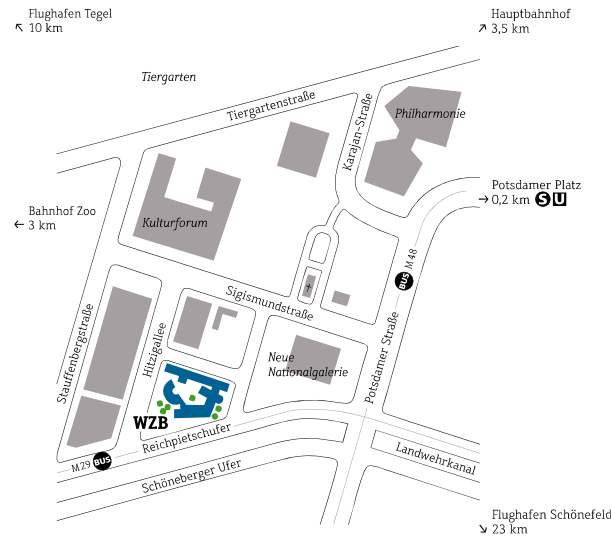 Flughafen Tegel
10 km
Hauptbahnhof
3,5 km
Tiergarten
Tiergartenstraße
Karajan-Straße
Philharmonie
Potsdamer Platz
0,2 km S U
Bahnhof Zoo
3 km
Kulturforum
BUS M48
Sigismundstraße
Stauffenbergstraße
Hitzigallee
Potsdamer Straße
Neue
Nationalgalerie
WZB
Reichpietschufer
Landwehrkanal
M29 BUS
Schöneberger Ufer
Flughafen Schönefeld
23 km